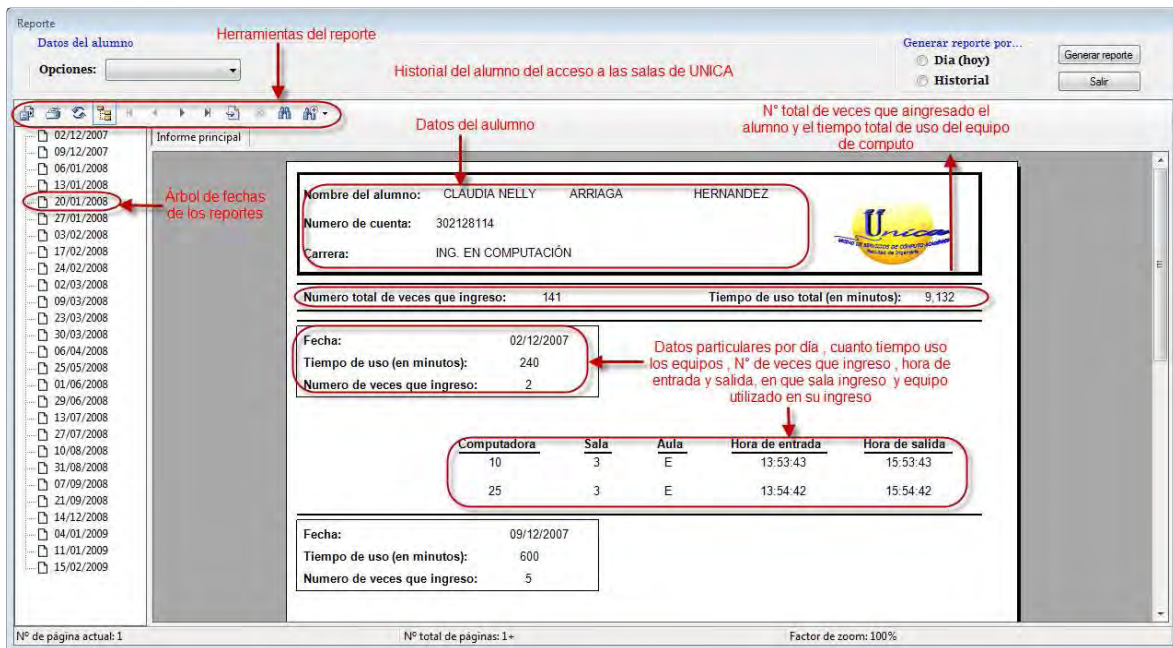 Reporte
Datos del alumno
Opciones:
Herramientas del reporte
Historial del alumno del acceso a las salas de UNICA
Generar reporte por...
Dia (hoy)
Historial
Generar reporte
Salir
02/12/2007
09/12/2007
06/01/2008
13/01/2008
20/01/2008
27/01/2008
03/02/2008
17/02/2008
24/02/2008
02/03/2008
09/03/2008
23/03/2008
30/03/2008
06/04/2008
25/05/2008
01/06/2008
29/06/2008
13/07/2008
27/07/2008
10/08/2008
31/08/2008
07/09/2008
21/09/2008
14/12/2008
04/01/2009
11/01/2009
15/02/2009
Árbol de fechas
de los reportes
Informe principal
Datos del aulumno
N° total de veces que aingresado el
alumno y el tiempo total de uso del equipo
de computo
Nombre del alumno: CLAUDIA NELLY ARRIAGA HERNANDEZ
Numero de cuenta: 302128114
Carrera: ING. EN COMPUTACIÓN
Unica
Numero total de veces que ingreso: 141 Tiempo de uso total (en minutos): 9,132
Fecha: 02/12/2007
Tiempo de uso (en minutos): 240
Numero de veces que ingreso: 2
Datos particulares por día , cuanto tiempo uso
los equipos , N° de veces que ingreso , hora de
entrada y salida, en que sala ingreso y equipo
utilizado en su ingreso
Computadora Sala Aula Hora de entrada Hora de salida
10 3 E 13:53:43 15:53:43
25 3 E 13:54:42 15:54:42
Fecha: 09/12/2007
Tiempo de uso (en minutos): 600
Numero de veces que ingreso: 5
Nº de página actual: 1 Nº total de páginas: 1+ Factor de zoom: 100%